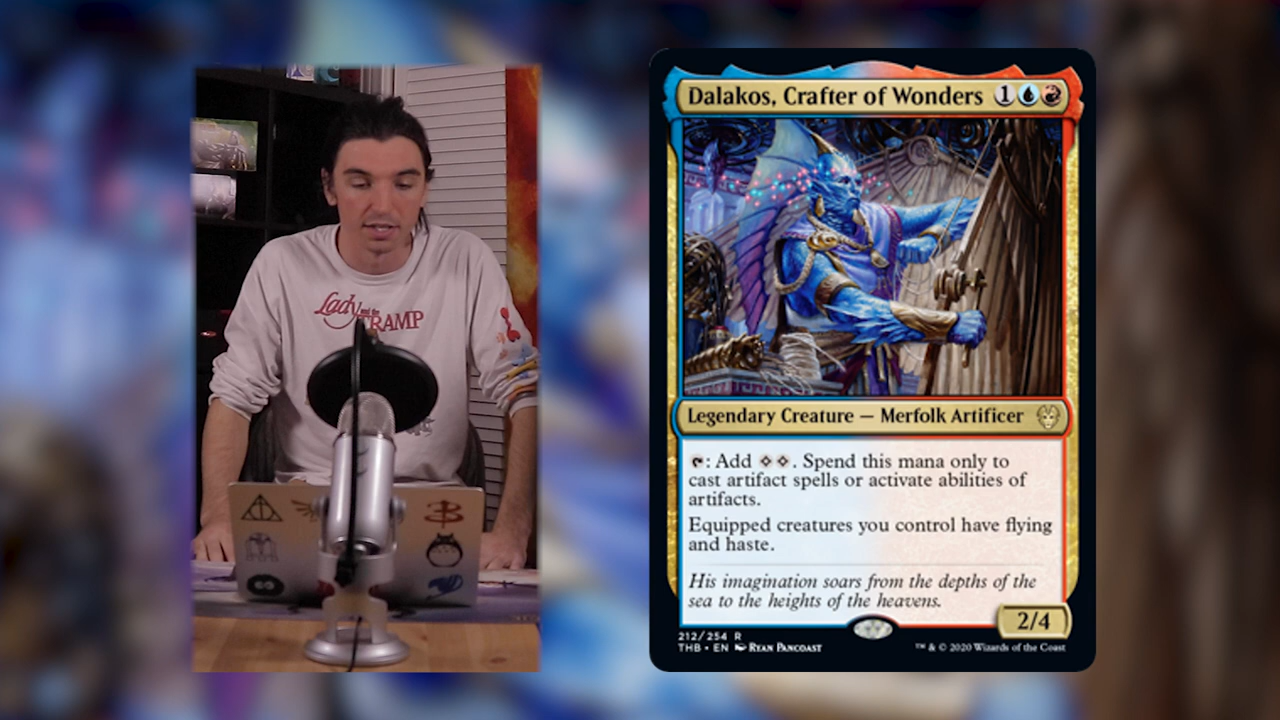 Lady and the
TRAMP
Dalakos, Crafter of Wonders 1
Legendary Creature — Merfolk Artificer
: Add . Spend this mana only to
cast artifact spells or activate abilities of
artifacts.
Equipped creatures you control have flying
and haste.
His imagination soars from the depths of the
sea to the heights of the heavens.
2/4
212/254 R
THB • EN Ryan Pancoast
™ & © 2020 Wizards of the Coast